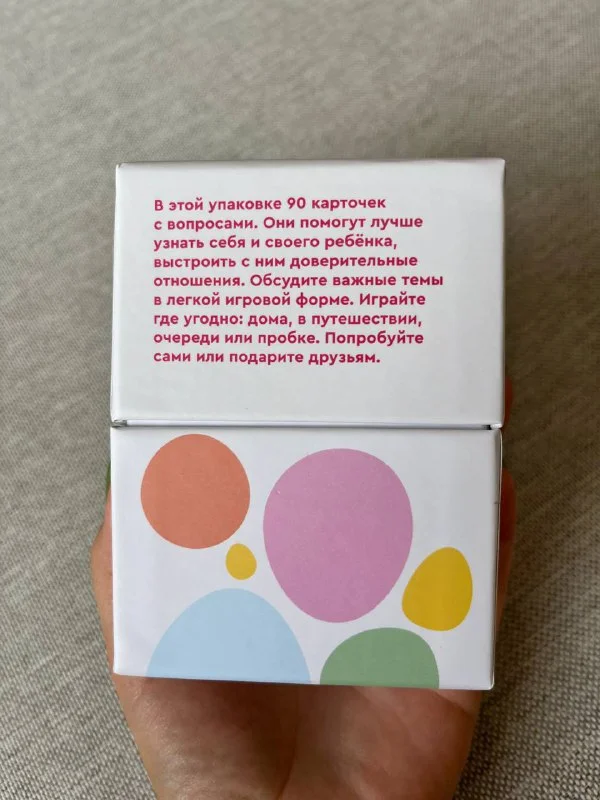 В этой упаковке 90 карточек
с вопросами. Они помогут лучше
узнать себя и своего ребёнка,
выстроить с ним доверительные
отношения. Обсудите важные темы
в легкой игровой форме. Играйте
где угодно: дома, в путешествии,
очереди или пробке. Попробуйте
сами или подарите друзьям.